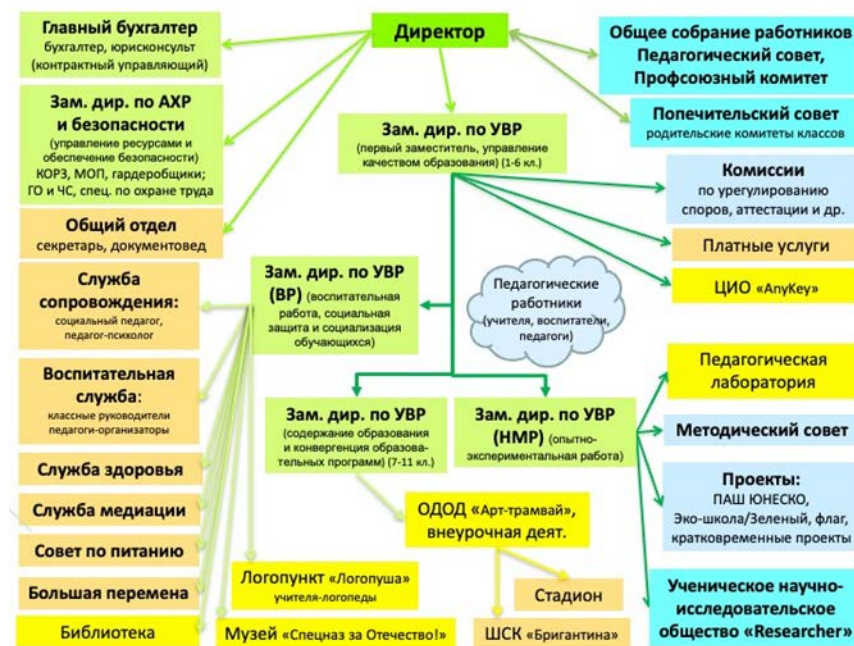 Директор
Главный бухгалтер
бухгалтер, юрисконсульт
(контрактный управляющий)
Общее собрание работников
Педагогический совет,
Профсоюзный комитет
Зам. дир. по АХР
и безопасности
(управление ресурсами и
обеспечение безопасности)
КОРЗ, МОП, гардеробщики;
ГО и ЧС, спец. по охране труда
Зам. дир. по УВР
(первый заместитель, управление
качеством образования) (1-6 кл.)
Попечительский совет
родительские комитеты классов
Комиссии
по урегулированию
споров, аттестации и др.
Общий отдел
секретарь, документовед
Платные услуги
ЦИО «AnyKey»
Служба
сопровождения:
социальный педагог,
педагог-психолог
Зам. дир. по УВР
(ВР) (воспитательная
работа, социальная
защита и социализация
обучающихся)
Педагогические
работники
(учителя, воспитатели,
педагоги)
Педагогическая
лаборатория
Воспитательная
служба:
классные руководители
педагоги-организаторы
Зам. дир. по УВР
(содержание образования
и конвергенция образова-
тельных программ) (7-11 кл.)
Зам. дир. по УВР
(НМР) (опытно-
экспериментальная работа)
Методический совет
Служба здоровья
Проекты:
ПАШ ЮНЕСКО,
Эко-школа/Зеленый, флаг,
кратковременные проекты
Служба медиации
ОДОД «Арт-трамвай»,
внеурочная деят.
Совет по питанию
Большая перемена
Логопункт «Логопуша»
учителя-логопеды
Стадион
Ученическое научно-
исследовательское
общество «Researcher»
Библиотека
Музей «Спецназ за Отечество!»
ШСК «Бригантина»